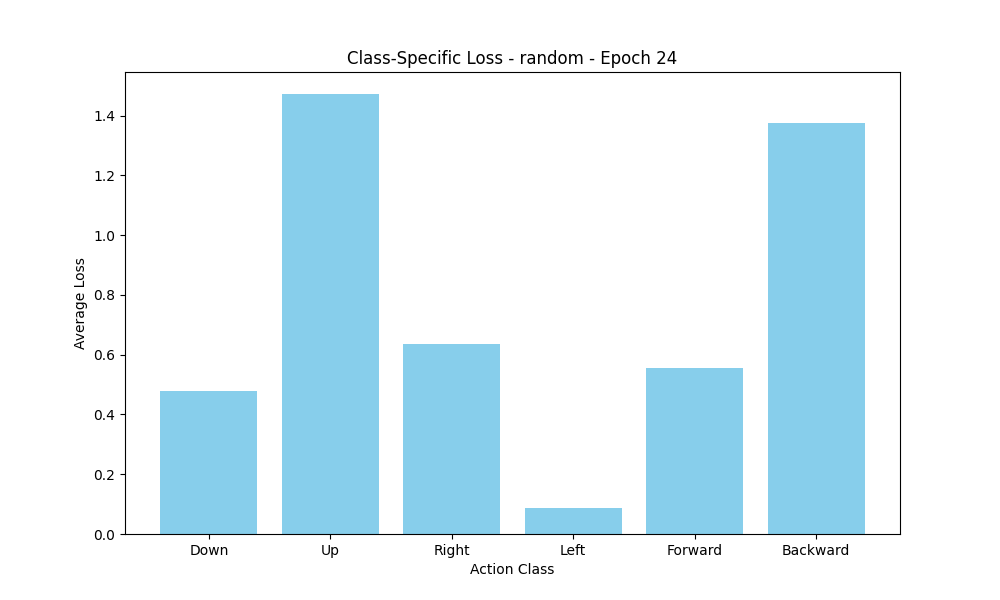 Class-Specific Loss - random - Epoch 24
1.4
1.2
1.0
0.8
0.6
0.4
0.2
0.0
Average Loss
Down Up Right Left Forward Backward
Action Class